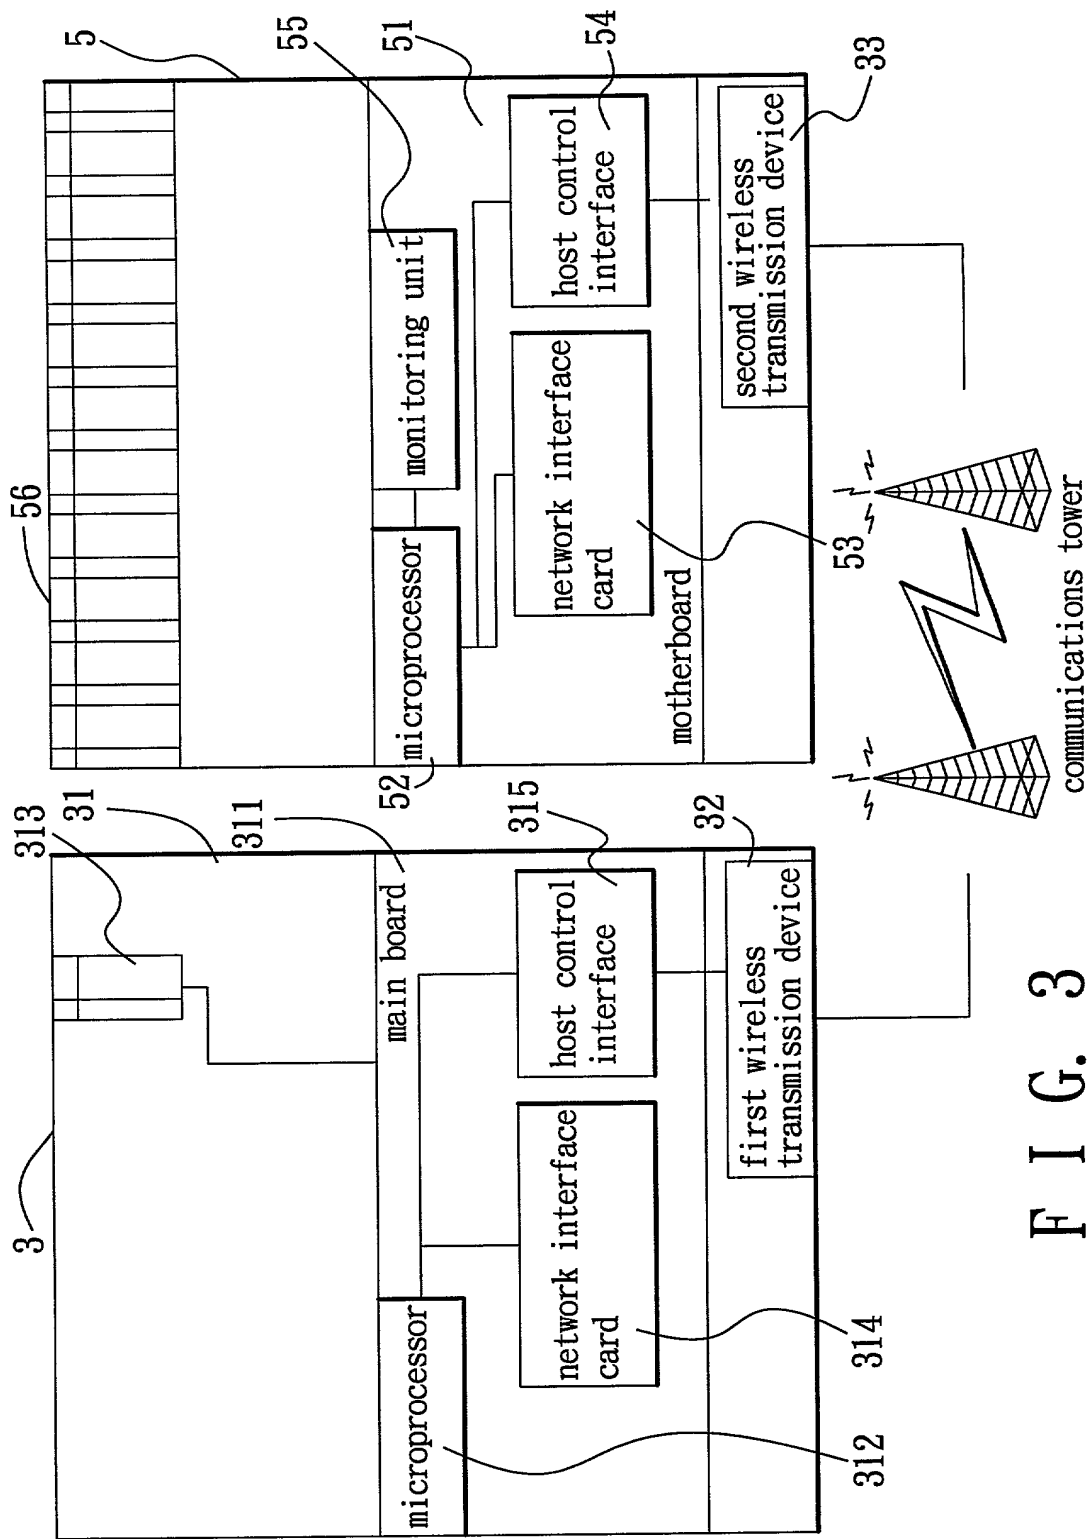 3
313
31
main board
311
microprocessor
312
network interface
card
314
host control
interface
315
first wireless
transmission device
32
56
5
55
monitoring unit
51
microprocessor
52
host control
interface
54
network interface
card
53
motherboard
second wireless
transmission device
33
communications tower
F I G. 3